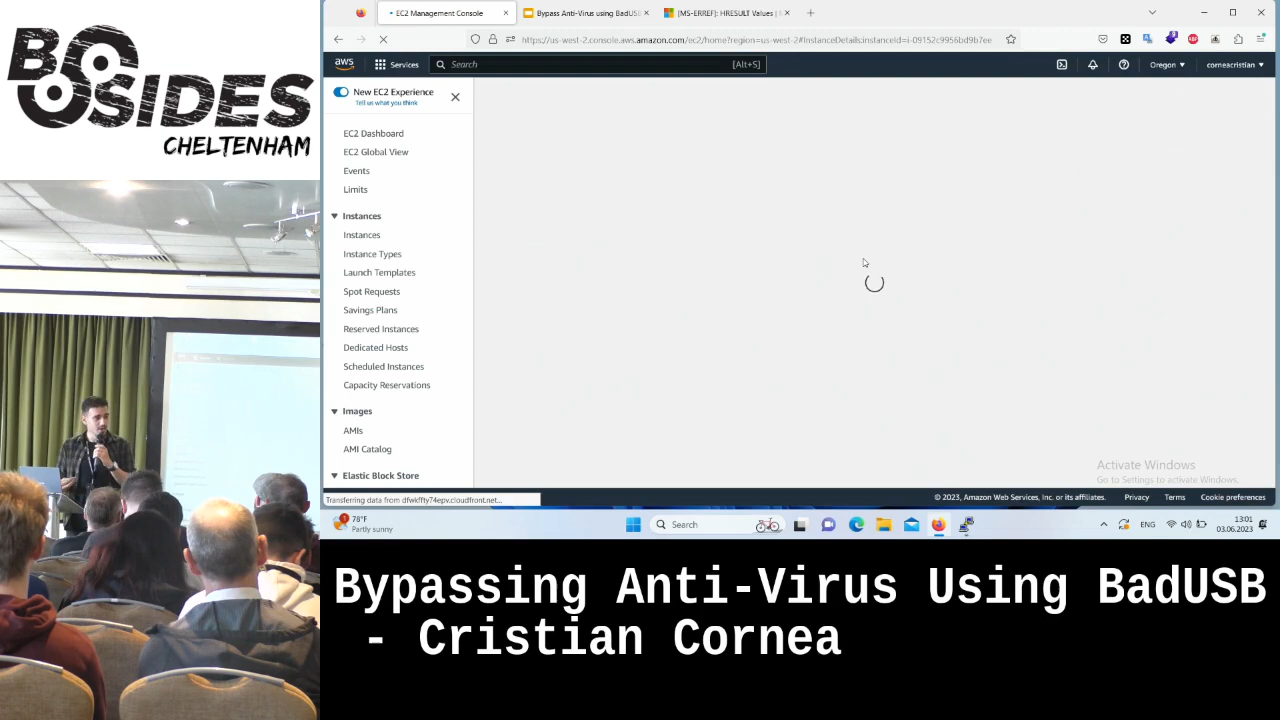 BSIDES
CHELTENHAM
EC2 Management Console
Bypass Anti-Virus using BadUSB
[MS-ERREF]: HRESULT Values |
https://us-west-2.console.aws.amazon.com/ec2/home?region=us-west-2#InstanceDetails:instanceId=i-09152c9956bd9b7ee
aws
Services
Search
[Alt+S]
Oregon
corneacristian
New EC2 Experience
Tell us what you think
EC2 Dashboard
EC2 Global View
Events
Limits
Instances
Instances
Instance Types
Launch Templates
Spot Requests
Savings Plans
Reserved Instances
Dedicated Hosts
Scheduled Instances
Capacity Reservations
Images
AMIs
AMI Catalog
Elastic Block Store
Activate Windows
Go to Settings to activate Windows.
Transferring data from dfwkffty74epv.cloudfront.net...
© 2023, Amazon Web Services, Inc. or its affiliates.
Privacy
Terms
Cookie preferences
78°F
Partly sunny
Search
ENG
13:01
03.06.2023
Bypassing Anti-Virus Using BadUSB
- Cristian Cornea